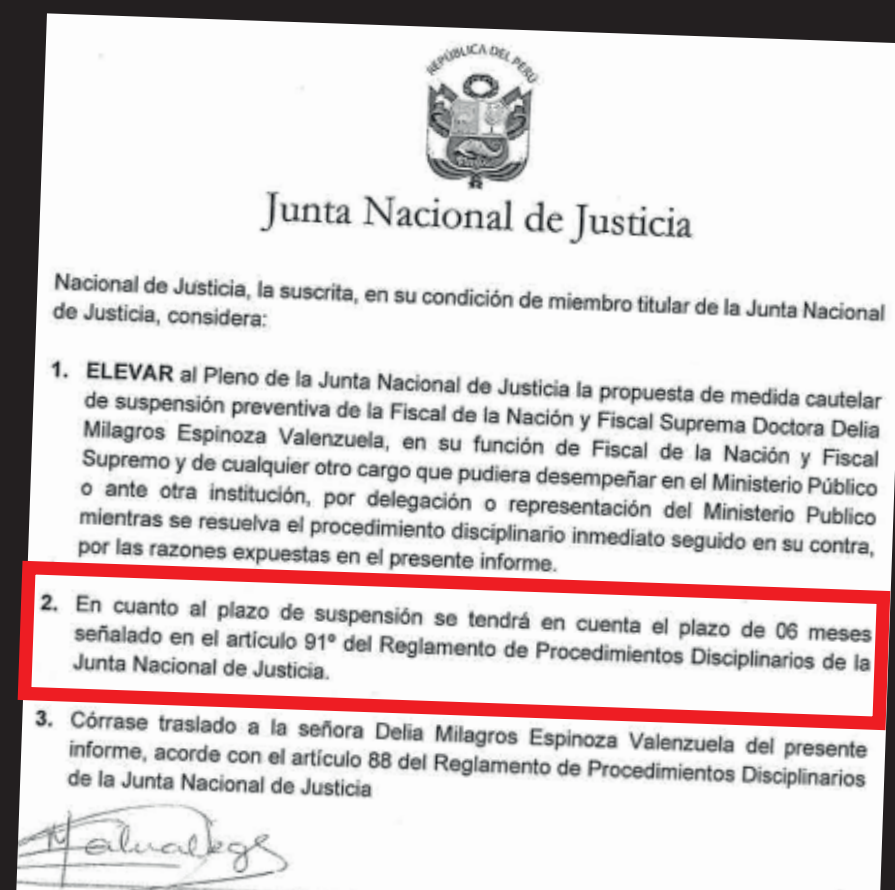 REPÚBLICA DEL PERÚ
Junta Nacional de Justicia
Nacional de Justicia, la suscrita, en su condición de miembro titular de la Junta Nacional
de Justicia, considera:
1. ELEVAR al Pleno de la Junta Nacional de Justicia la propuesta de medida cautelar
de suspensión preventiva de la Fiscal de la Nación y Fiscal Suprema Doctora Delia
Milagros Espinoza Valenzuela, en su función de Fiscal de la Nación y Fiscal
Supremo y de cualquier otro cargo que pudiera desempeñar en el Ministerio Público
o ante otra institución, por delegación o representación del Ministerio Publico
mientras se resuelva el procedimiento disciplinario inmediato seguido en su contra,
por las razones expuestas en el presente informe.
2. En cuanto al plazo de suspensión se tendrá en cuenta el plazo de 06 meses
señalado en el artículo 91° del Reglamento de Procedimientos Disciplinarios de la
Junta Nacional de Justicia.
3. Córrase traslado a la señora Delia Milagros Espinoza Valenzuela del presente
informe, acorde con el artículo 88 del Reglamento de Procedimientos Disciplinarios
de la Junta Nacional de Justicia